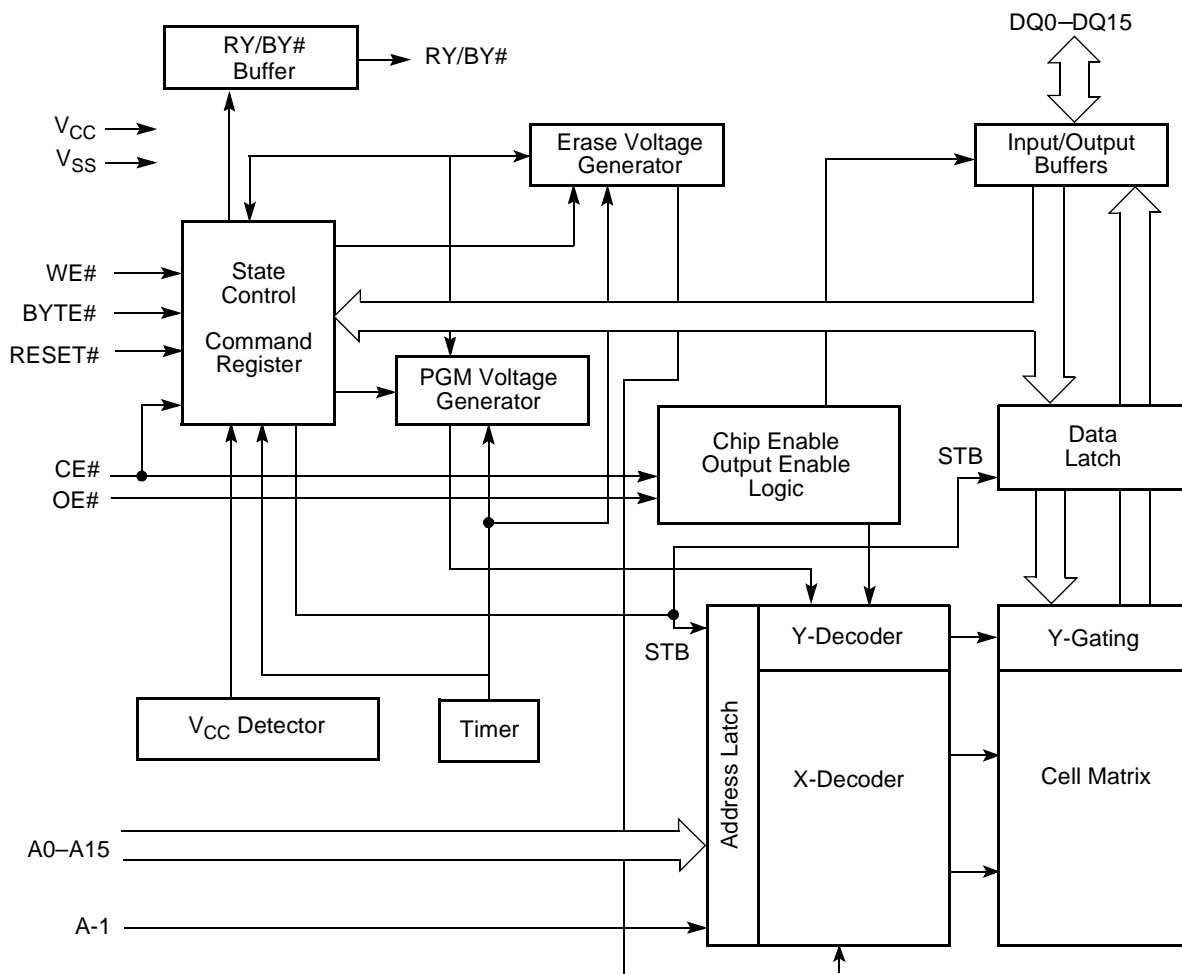 DQ0–DQ15
RY/BY#
Buffer
RY/BY#
VCC
VSS
Erase Voltage
Generator
Input/Output
Buffers
WE#
BYTE#
RESET#
State
Control
Command
Register
PGM Voltage
Generator
Chip Enable
Output Enable
Logic
Data
Latch
STB
CE#
OE#
STB
Y-Decoder
Y-Gating
VCC Detector
Timer
Address Latch
X-Decoder
Cell Matrix
A0–A15
A-1